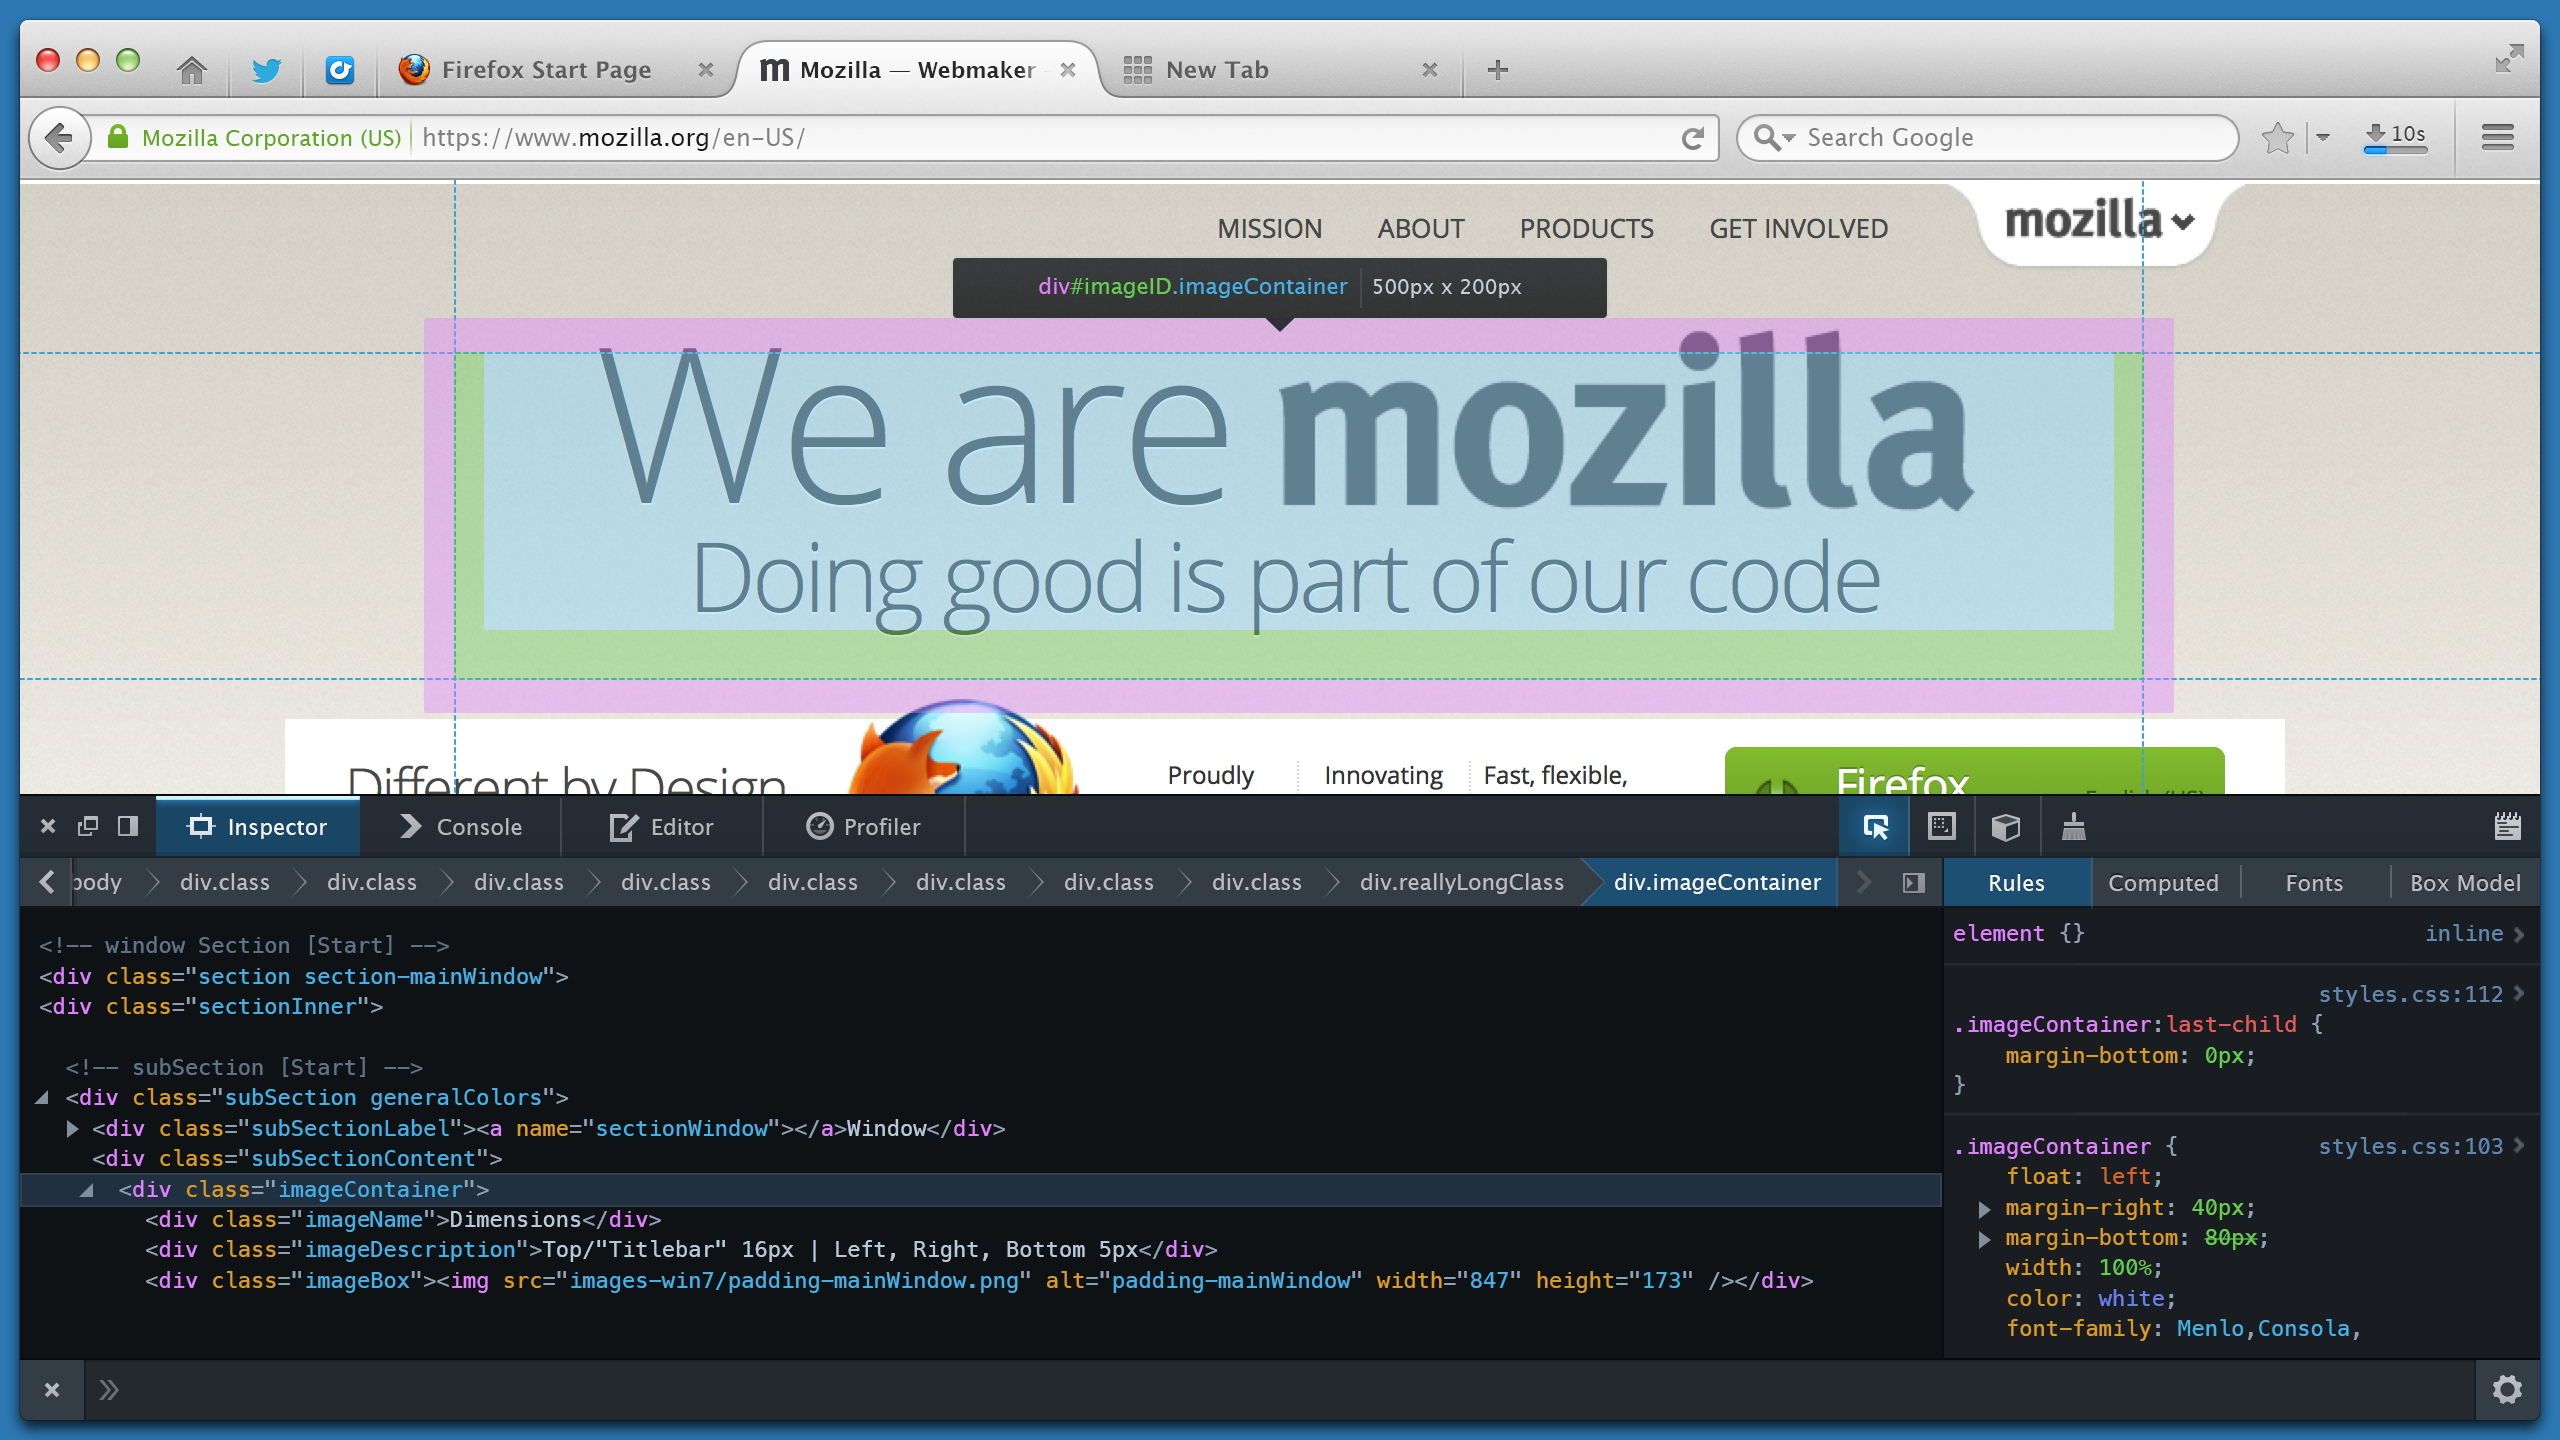 Firefox Start Page
m Mozilla — Webmaker
New Tab
Mozilla Corporation (US) https://www.mozilla.org/en-US/
Search Google
10s
MISSION ABOUT PRODUCTS GET INVOLVED
mozilla
div#imageID.imageContainer 500px x 200px
We are mozilla
Doing good is part of our code
Different by Design
Proudly Innovating Fast, flexible,
Firefox
English (US)
Inspector Console Editor Profiler
body div.class div.class div.class div.class div.class div.class div.class div.class div.reallyLongClass div.imageContainer
Rules Computed Fonts Box Model
<!-- window Section [Start] -->
<div class="section section-mainWindow">
<div class="sectionInner">
<!-- subSection [Start] -->
<div class="subSection generalColors">
<div class="subSectionLabel"><a name="sectionWindow"></a>Window</div>
<div class="subSectionContent">
<div class="imageContainer">
<div class="imageName">Dimensions</div>
<div class="imageDescription">Top/"Titlebar" 16px | Left, Right, Bottom 5px</div>
<div class="imageBox"><img src="images-win7/padding-mainWindow.png" alt="padding-mainWindow" width="847" height="173" /></div>
element {} inline
styles.css:112
.imageContainer:last-child {
margin-bottom: 0px;
}
.imageContainer { styles.css:103
float: left;
margin-right: 40px;
margin-bottom: 80px;
width: 100%;
color: white;
font-family: Menlo,Consola,